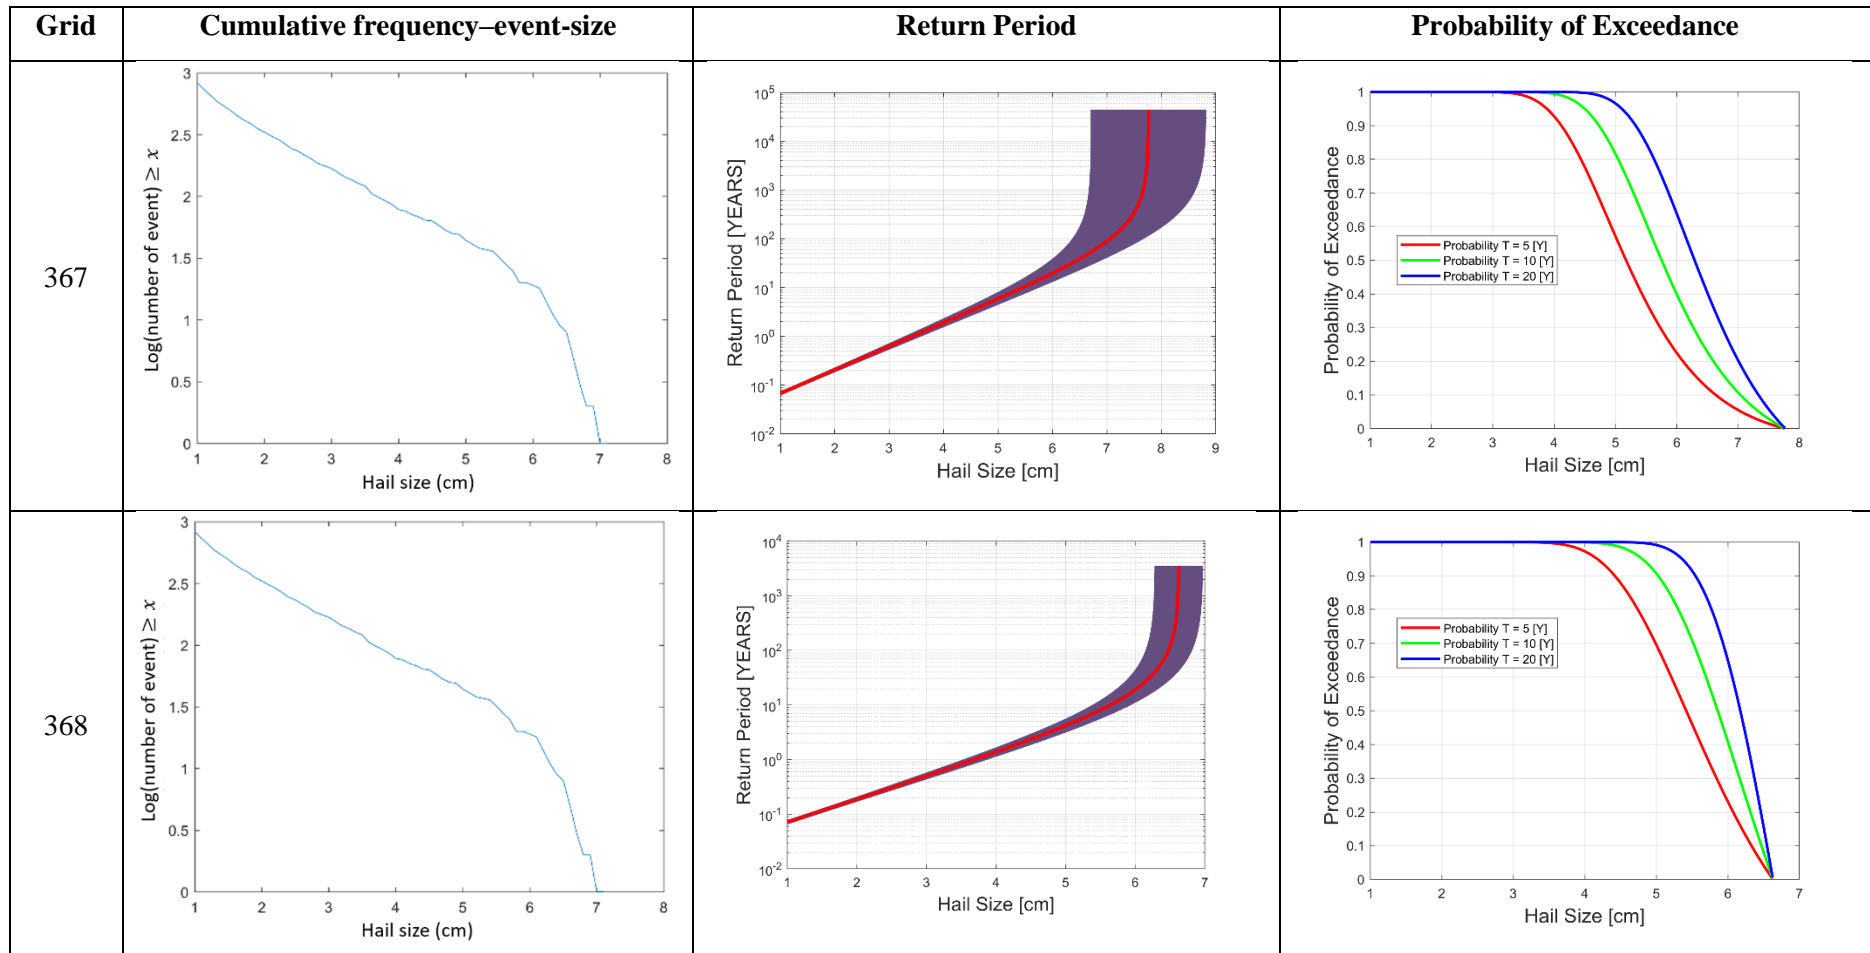 Grid
Cumulative frequency–event-size
Return Period
Probability of Exceedance
367
Log(number of event) ≥ x
3
2.5
2
1.5
1
0.5
0
1 2 3 4 5 6 7 8
Hail size (cm)
Return Period [YEARS]
10^5
10^4
10^3
10^2
10^1
10^0
10^-1
10^-2
1 2 3 4 5 6 7 8 9
Hail Size [cm]
Probability of Exceedance
1
0.9
0.8
0.7
0.6
0.5
0.4
0.3
0.2
0.1
0
Probability T = 5 [Y]
Probability T = 10 [Y]
Probability T = 20 [Y]
1 2 3 4 5 6 7 8
Hail Size [cm]
368
Log(number of event) ≥ x
3
2.5
2
1.5
1
0.5
0
1 2 3 4 5 6 7 8
Hail size (cm)
Return Period [YEARS]
10^4
10^3
10^2
10^1
10^0
10^-1
10^-2
1 2 3 4 5 6 7
Hail Size [cm]
Probability of Exceedance
1
0.9
0.8
0.7
0.6
0.5
0.4
0.3
0.2
0.1
0
Probability T = 5 [Y]
Probability T = 10 [Y]
Probability T = 20 [Y]
1 2 3 4 5 6 7
Hail Size [cm]